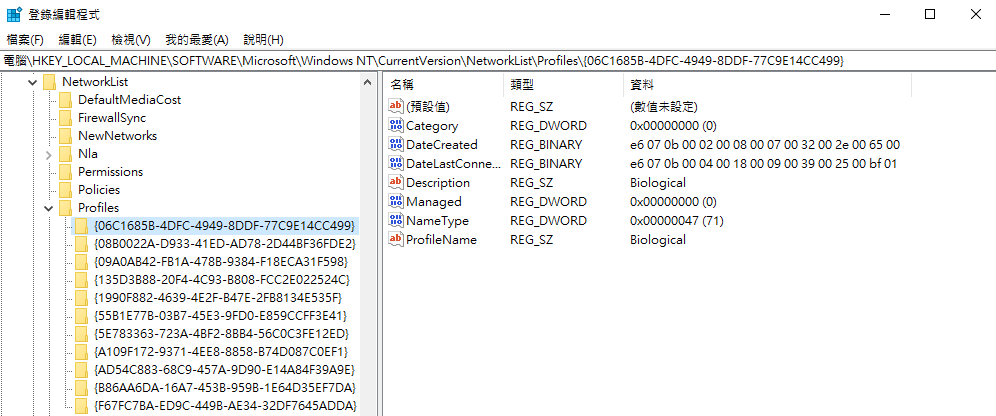 登錄編輯程式
檔案(F) 編輯(E) 檢視(V) 我的最愛(A) 說明(H)
電腦\HKEY_LOCAL_MACHINE\SOFTWARE\Microsoft\Windows NT\CurrentVersion\NetworkList\Profiles\{06C1685B-4DFC-4949-8DDF-77C9E14CC499}
NetworkList
DefaultMediaCost
FirewallSync
NewNetworks
Nla
Permissions
Policies
Profiles
{06C1685B-4DFC-4949-8DDF-77C9E14CC499}
{08B0022A-D933-41ED-AD78-2D44BF36FDE2}
{09A0AB42-FB1A-478B-9384-F18ECA31F598}
{135D3B88-20F4-4C93-B808-FCC2E022524C}
{1990F882-4639-4E2F-B47E-2FB8134E535F}
{55B1E77B-03B7-45E3-9FD0-E859CCFF3E41}
{5E783363-723A-4BF2-8BB4-56C0C3FE12ED}
{A109F172-9371-4EE8-8858-B74D087C0EF1}
{AD54C883-68C9-457A-9D90-E14A84F39A9E}
{B86AA6DA-16A7-453B-959B-1E64D35EF7DA}
{F67FC7BA-ED9C-449B-AE34-32DF7645ADDA}
名稱 類型 資料
(預設值) REG_SZ (數值未設定)
Category REG_DWORD 0x00000000 (0)
DateCreated REG_BINARY e6 07 0b 00 02 00 08 00 07 00 32 00 2e 00 65 00
DateLastConne... REG_BINARY e6 07 0b 00 04 00 18 00 09 00 39 00 25 00 bf 01
Description REG_SZ Biological
Managed REG_DWORD 0x00000000 (0)
NameType REG_DWORD 0x00000047 (71)
ProfileName REG_SZ Biological